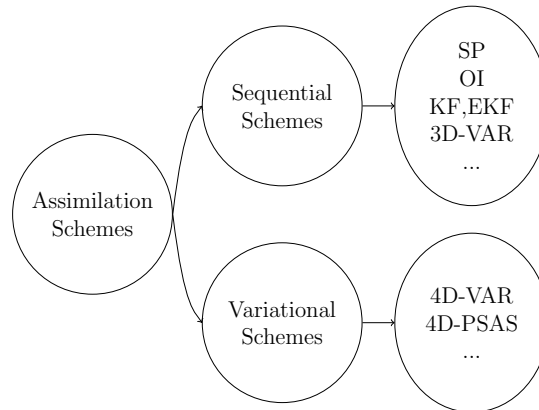 Assimilation
Schemes
Sequential
Schemes
SP
OI
KF,EKF
3D-VAR
...
Variational
Schemes
4D-VAR
4D-PSAS
...